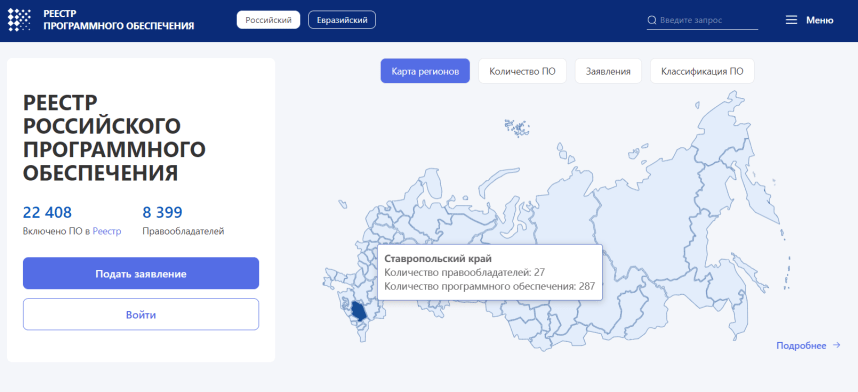 РЕЕСТР
ПРОГРАММНОГО ОБЕСПЕЧЕНИЯ
Российский
Евразийский
Введите запрос
Меню
РЕЕСТР
РОССИЙСКОГО
ПРОГРАММНОГО
ОБЕСПЕЧЕНИЯ
22 408
8 399
Включено ПО в Реестр
Правообладателей
Подать заявление
Войти
Карта регионов
Количество ПО
Заявления
Классификация ПО
Ставропольский край
Количество правообладателей: 27
Количество программного обеспечения: 287
Подробнее →